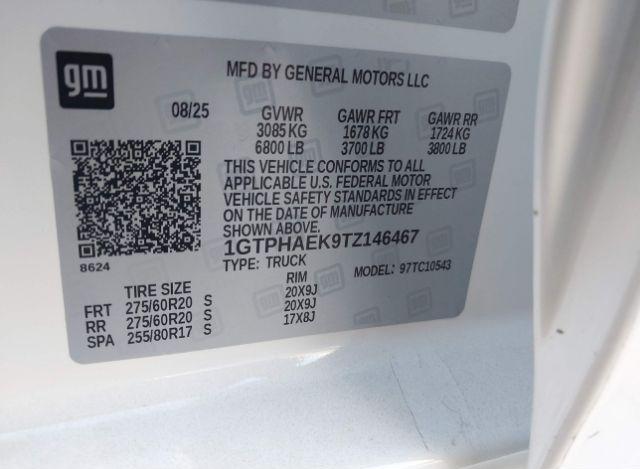 gm
MFD BY GENERAL MOTORS LLC
08/25 GVWR GAWR FRT GAWR RR
3085 KG 1678 KG 1724 KG
6800 LB 3700 LB 3800 LB
THIS VEHICLE CONFORMS TO ALL
APPLICABLE U.S. FEDERAL MOTOR
VEHICLE SAFETY STANDARDS IN EFFECT
ON THE DATE OF MANUFACTURE
SHOWN ABOVE.
1GTPHAEK9TZ146467
8624
TYPE: TRUCK MODEL: 97TC10543
TIRE SIZE RIM
FRT 275/60R20 S 20X9J
RR 275/60R20 S 20X9J
SPA 255/80R17 S 17X8J